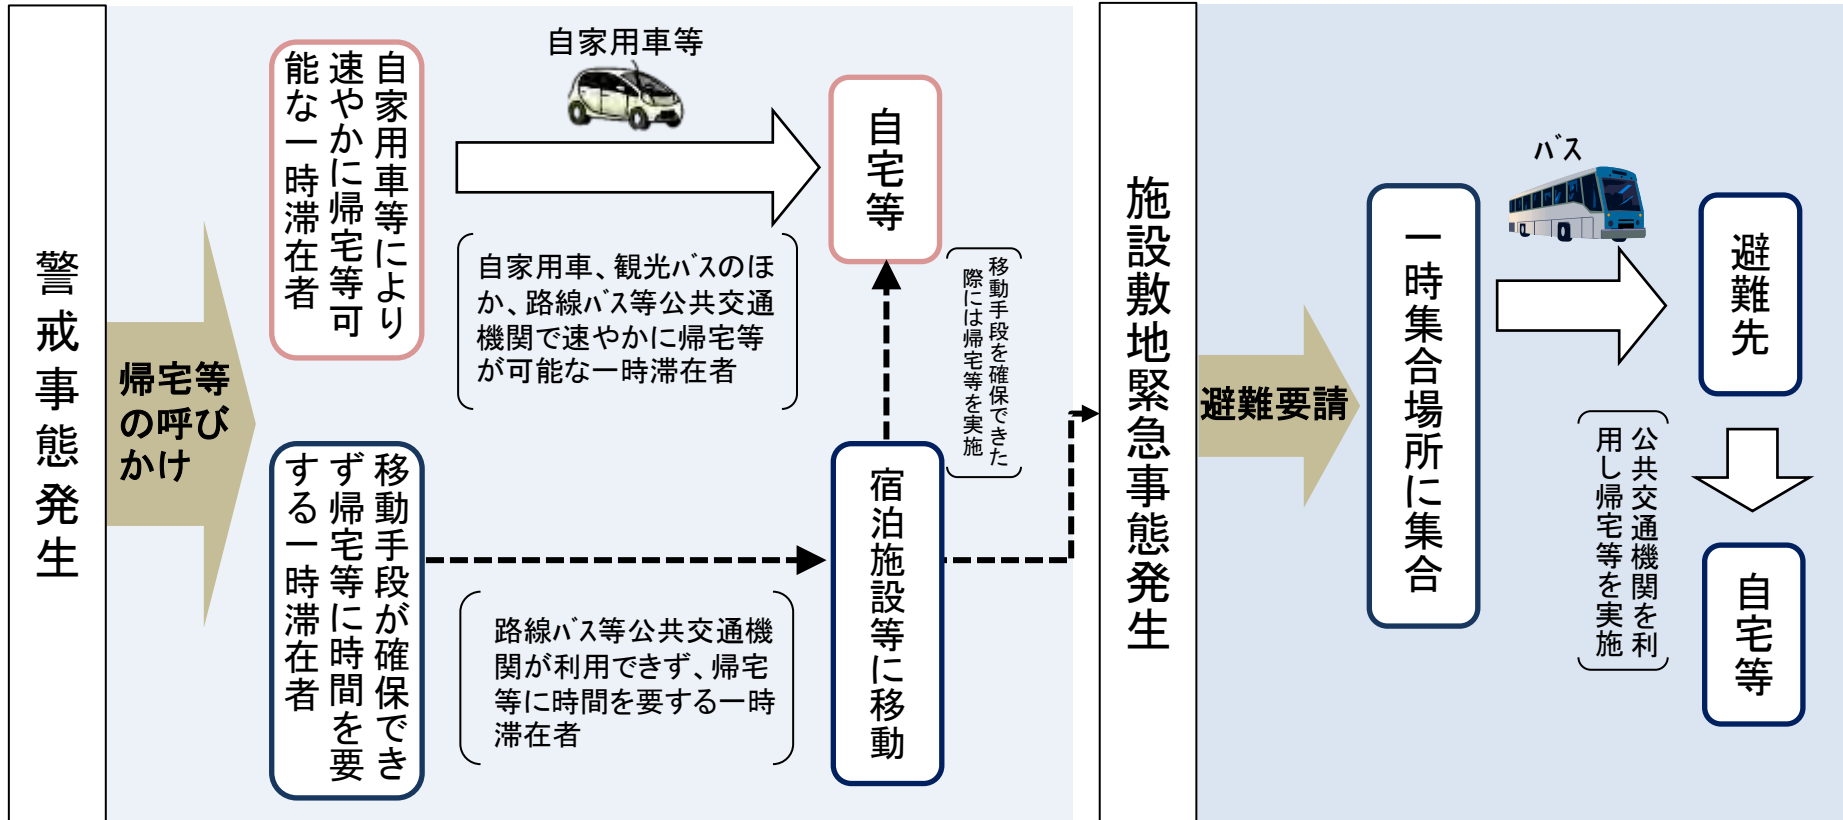 警戒事態発生
帰宅等
の呼び
かけ
自家用車等により
速やかに帰宅等可
能な一時滞在者
自家用車等
自宅等
自家用車、観光バスのほ
か、路線バス等公共交通
機関で速やかに帰宅等
が可能な一時滞在者
移動手段を確保できた
際には帰宅等を実施
移動手段が確保でき
ず帰宅等に時間を要
する一時滞在者
路線バス等公共交通機
関が利用できず、帰宅
等に時間を要する一時
滞在者
宿泊施設等に移動
施設敷地緊急事態発生
避難要請
一時集合場所に集合
バス
避難先
公共交通機関を利
用し帰宅等を実施
自宅等